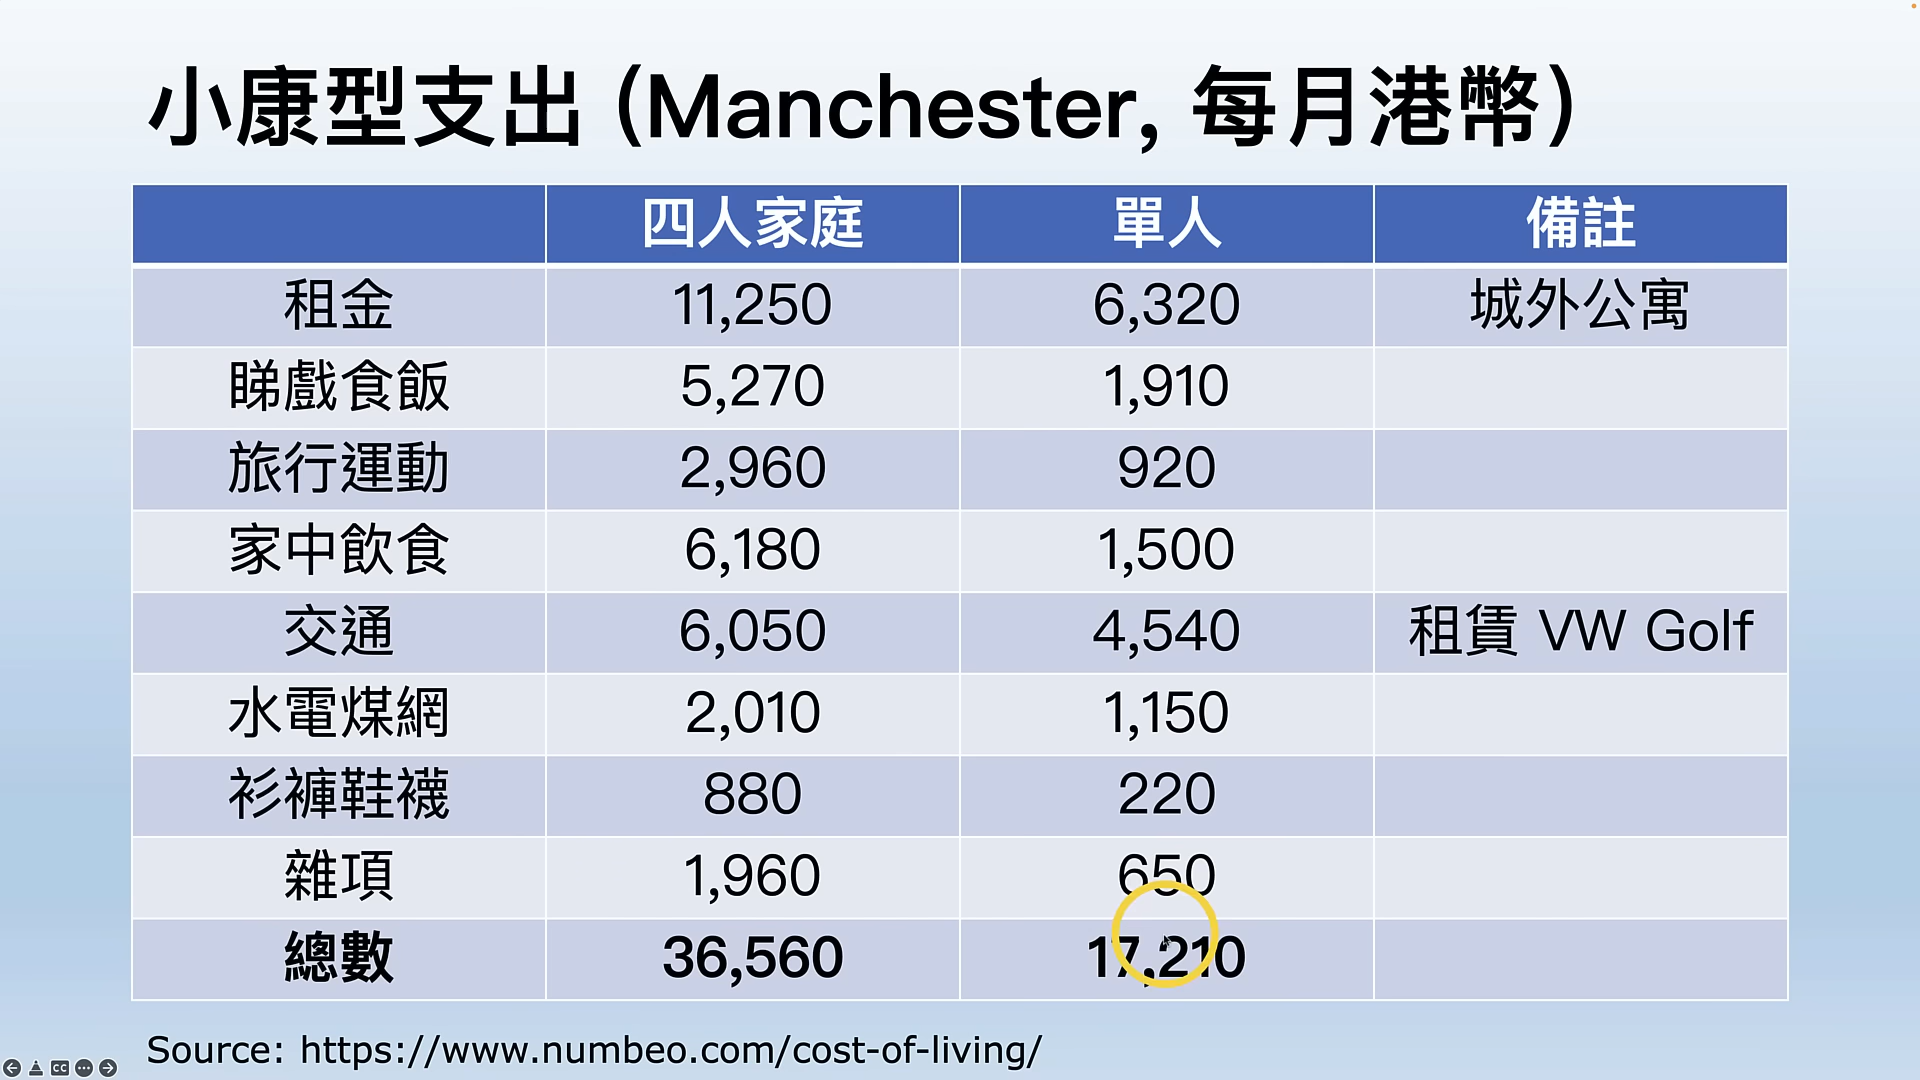 小康型支出 (Manchester, 每月港幣)
四人家庭 單人 備註
租金 11,250 6,320 城外公寓
睇戲食飯 5,270 1,910
旅行運動 2,960 920
家中飲食 6,180 1,500
交通 6,050 4,540 租賃 VW Golf
水電煤網 2,010 1,150
衫褲鞋襪 880 220
雜項 1,960 650
總數 36,560 17,210
Source: https://www.numbeo.com/cost-of-living/
CC